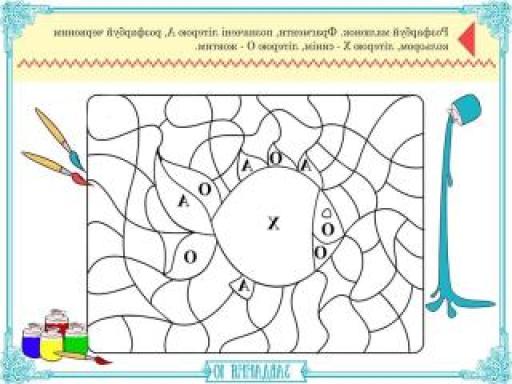 Розфарбуй малюнок. Фрагменти, позначені літерою А, розфарбуй червоним
кольором, літерою Х - синім, літерою О - жовтим.
А О А
О А Х О
О О
А
ЗАВДАННЯ 10